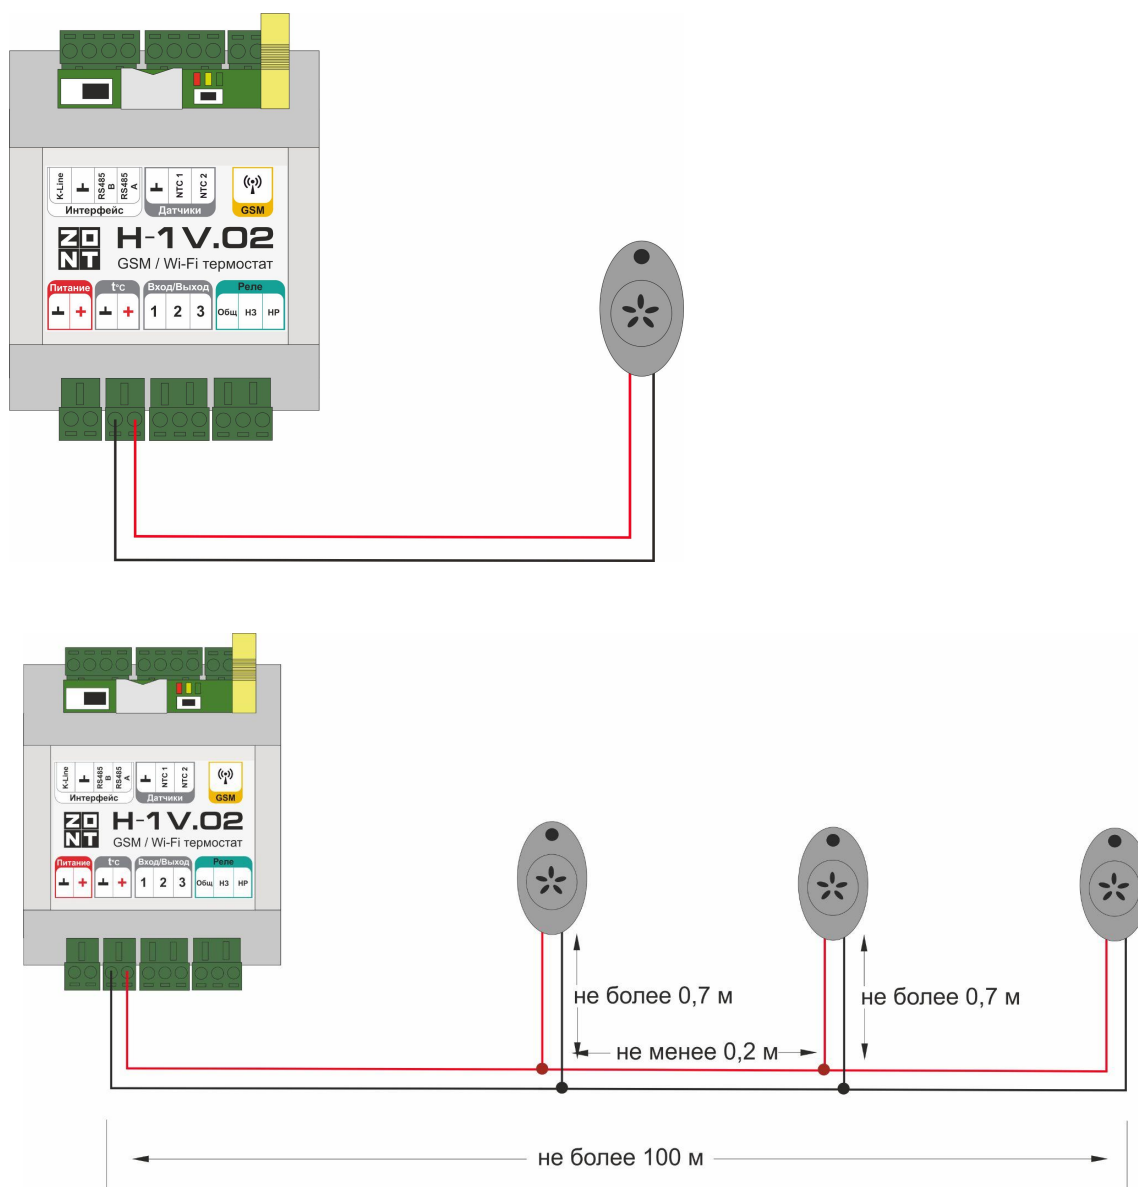 K-Line
⊥
RS485 B
RS485 A
⊥
NTC 1
NTC 2
Интерфейс
Датчики
GSM
ZONT
H-1V.02
GSM / Wi-Fi термостат
Питание
t°C
Вход/Выход
Реле
⊥ + ⊥ + 1 2 3 Общ НЗ НР
K-Line
⊥
RS485 B
RS485 A
⊥
NTC 1
NTC 2
Интерфейс
Датчики
GSM
ZONT
H-1V.02
GSM / Wi-Fi термостат
Питание
t°C
Вход/Выход
Реле
⊥ + ⊥ + 1 2 3 Общ НЗ НР
не более 0,7 м
не более 0,7 м
не менее 0,2 м
не более 100 м